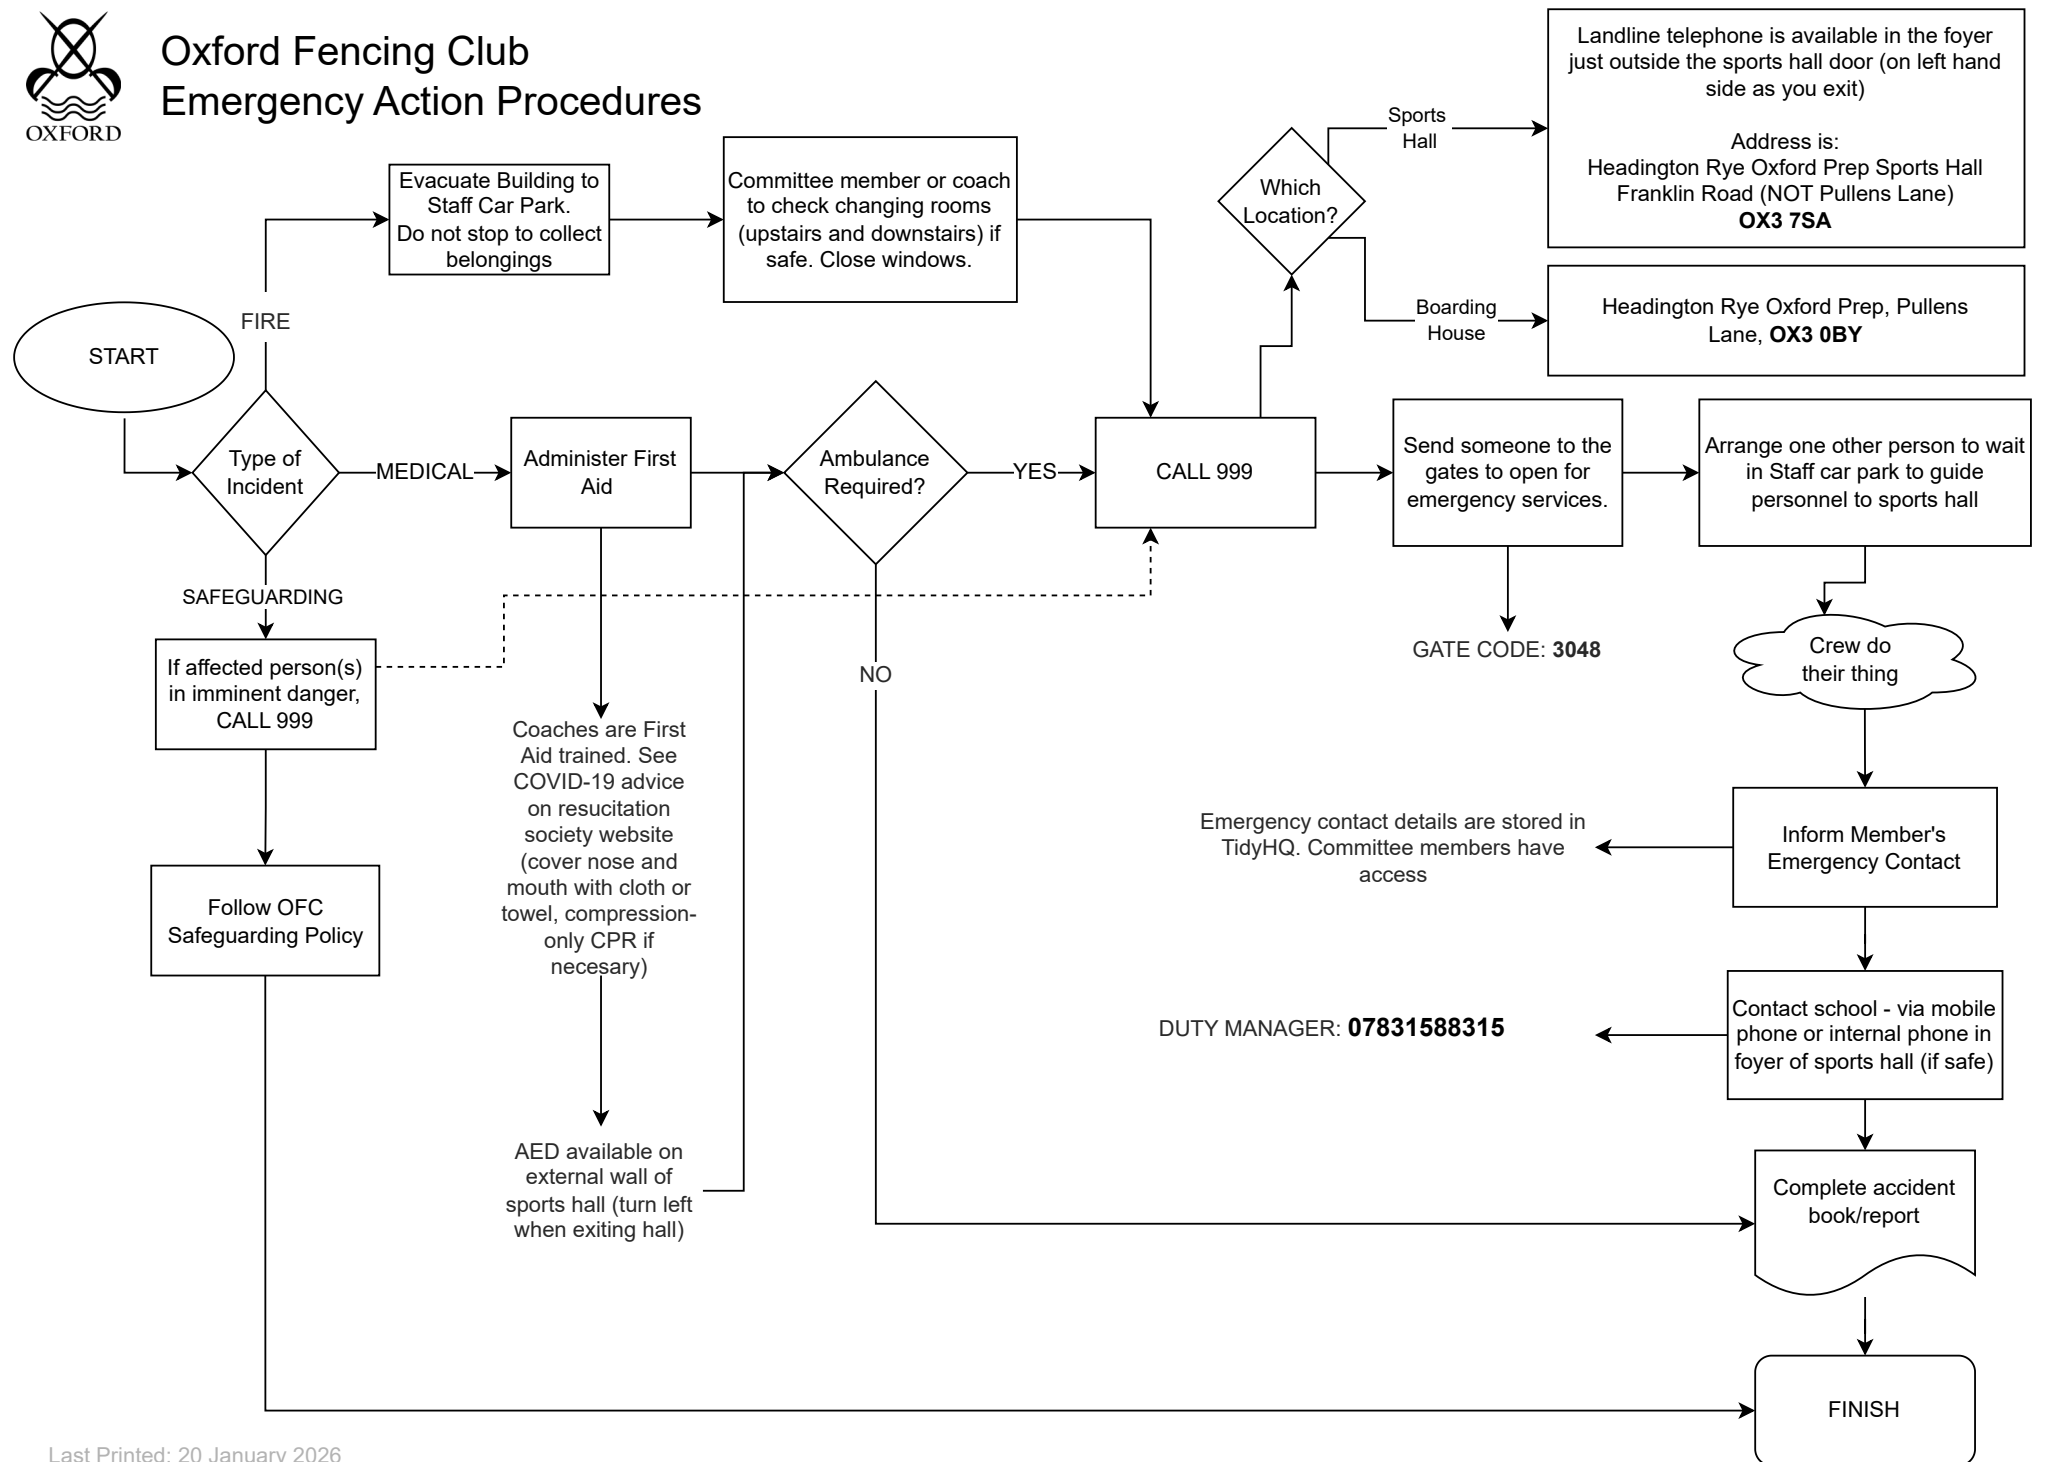 OXFORD
Oxford Fencing Club
Emergency Action Procedures
Landline telephone is available in the foyer
just outside the sports hall door (on left hand
side as you exit)
Address is:
Headington Rye Oxford Prep Sports Hall
Franklin Road (NOT Pullens Lane)
OX3 7SA
Sports
Hall
Which
Location?
Boarding
House
Headington Rye Oxford Prep, Pullens
Lane, OX3 0BY
Evacuate Building to
Staff Car Park.
Do not stop to collect
belongings
Committee member or coach
to check changing rooms
(upstairs and downstairs) if
safe. Close windows.
FIRE
START
Type of
Incident
MEDICAL
Administer First
Aid
Ambulance
Required?
YES
CALL 999
Send someone to the
gates to open for
emergency services.
Arrange one other person to wait
in Staff car park to guide
personnel to sports hall
SAFEGUARDING
If affected person(s)
in imminent danger,
CALL 999
NO
GATE CODE: 3048
Crew do
their thing
Coaches are First
Aid trained. See
COVID-19 advice
on resucitation
society website
(cover nose and
mouth with cloth or
towel, compression-
only CPR if
necesary)
Emergency contact details are stored in
TidyHQ. Committee members have
access
Inform Member's
Emergency Contact
Follow OFC
Safeguarding Policy
DUTY MANAGER: 07831588315
Contact school - via mobile
phone or internal phone in
foyer of sports hall (if safe)
AED available on
external wall of
sports hall (turn left
when exiting hall)
Complete accident
book/report
FINISH
Last Printed: 20 January 2026